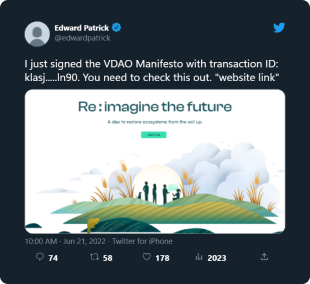 Edward Patrick
@edwardpatrick
I just signed the VDAO Manifesto with transaction ID:
klasj.....ln90. You need to check this out. "website link"
Re : imagine the future
A dao to restore ecosystems from the soil up.
10:00 AM · Jun 21, 2022 · Twitter for iPhone
74 58 178 2023